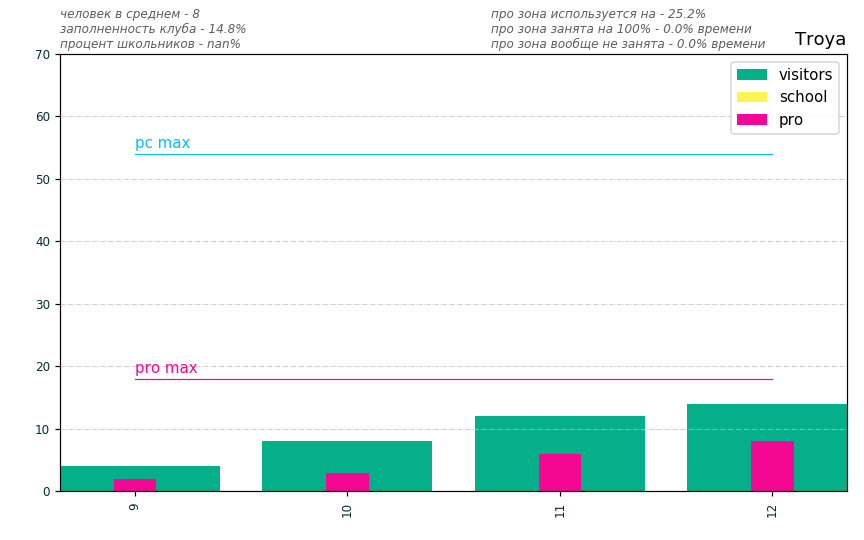 человек в среднем - 8
заполненность клуба - 14.8%
процент школьников - nan%
про зона используется на - 25.2%
про зона занята на 100% - 0.0% времени
про зона вообще не занята - 0.0% времени
Troya
70
60
50
40
30
20
10
0
visitors
school
pro
pc max
pro max
9
10
11
12